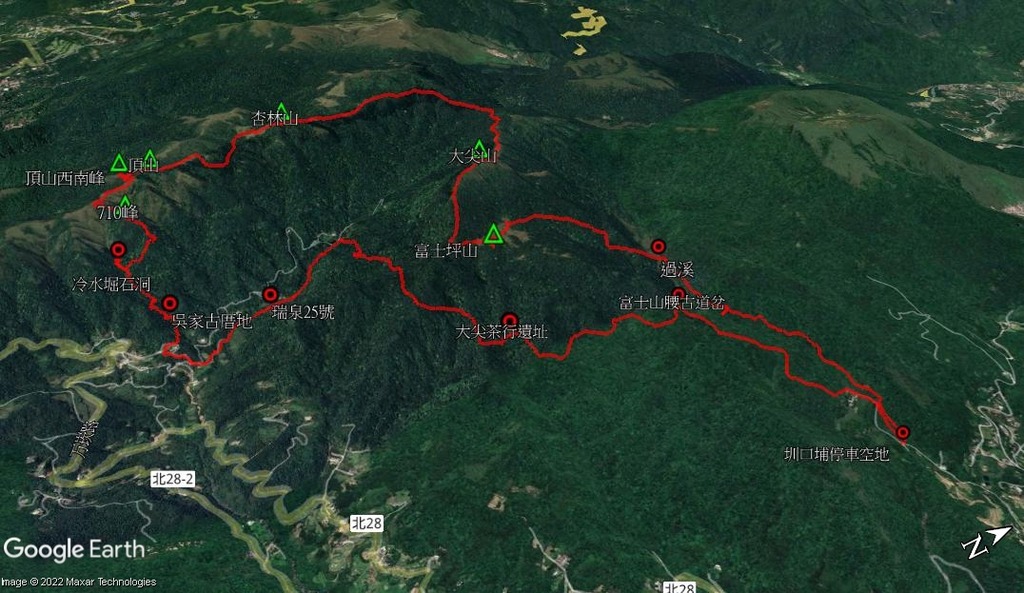 杏林山
大尖山
頂山
頂山西南峰
710峰
富士坪山
過溪
冷水堀石洞
富士山腰古道岔
吳家古厝地
瑞泉25號
大尖茶行遺址
圳口埔停車空地
北28-2
北28
北28
N
Google Earth
Image © 2022 Maxar Technologies